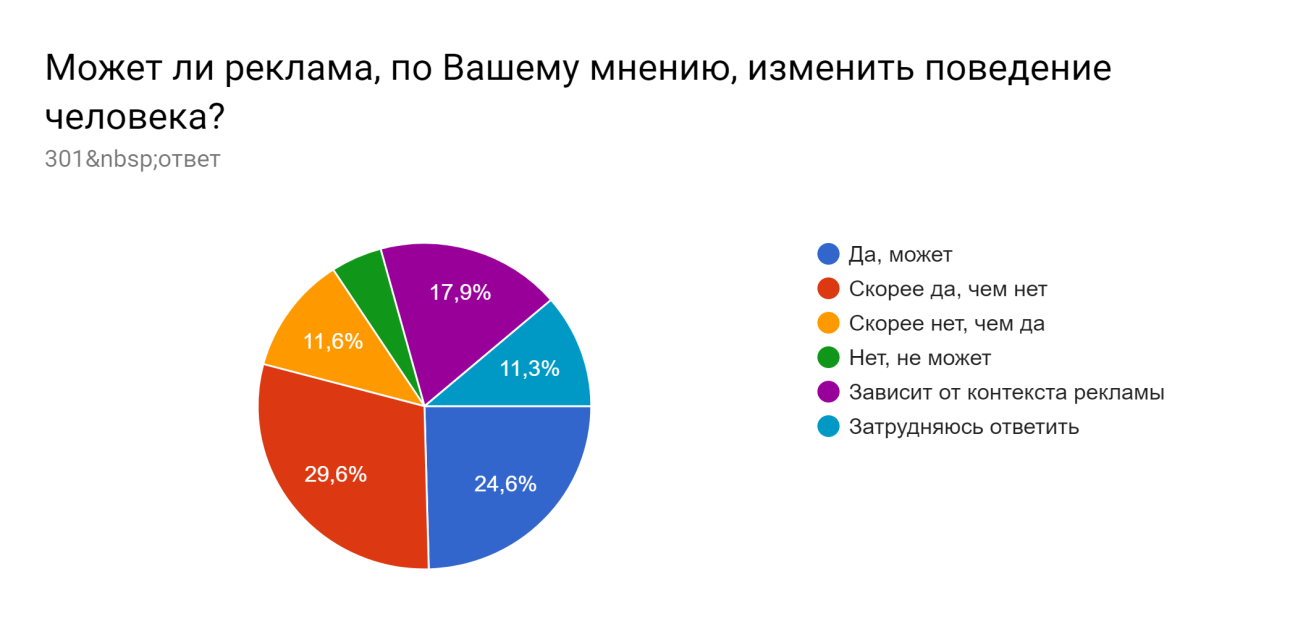 Может ли реклама, по Вашему мнению, изменить поведение
человека?
301&nbsp;ответ
17,9%
11,6%
11,3%
29,6%
24,6%
Да, может
Скорее да, чем нет
Скорее нет, чем да
Нет, не может
Зависит от контекста рекламы
Затрудняюсь ответить